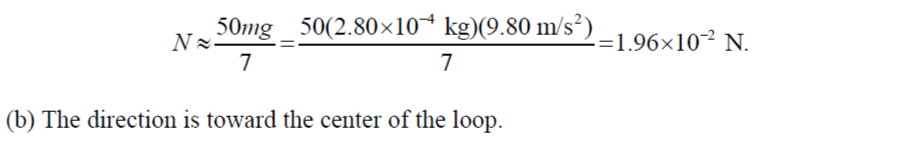 N ≈ 50mg/7 = 50(2.80×10⁻⁴ kg)(9.80 m/s²)/7 = 1.96×10⁻² N.
(b) The direction is toward the center of the loop.